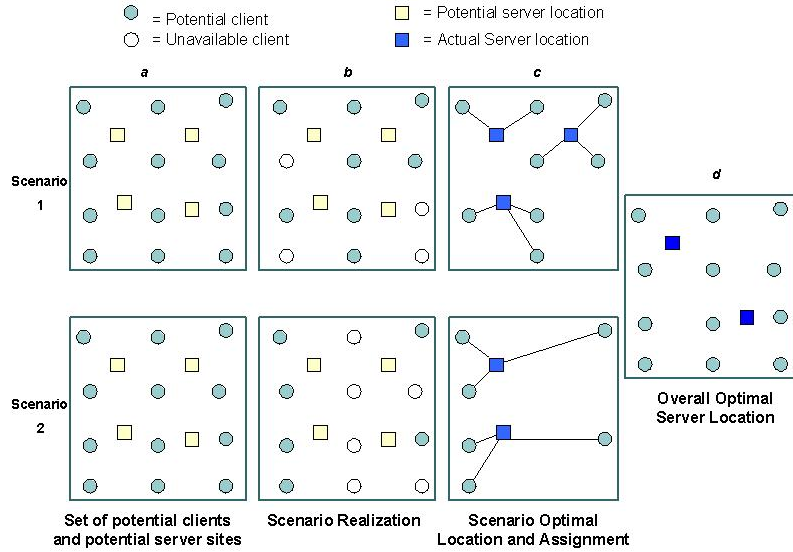 = Potential client
= Potential server location
= Unavailable client
= Actual Server location
a
b
c
d
Scenario
1
Scenario
2
Overall Optimal
Server Location
Set of potential clients
and potential server sites
Scenario Realization
Scenario Optimal
Location and Assignment